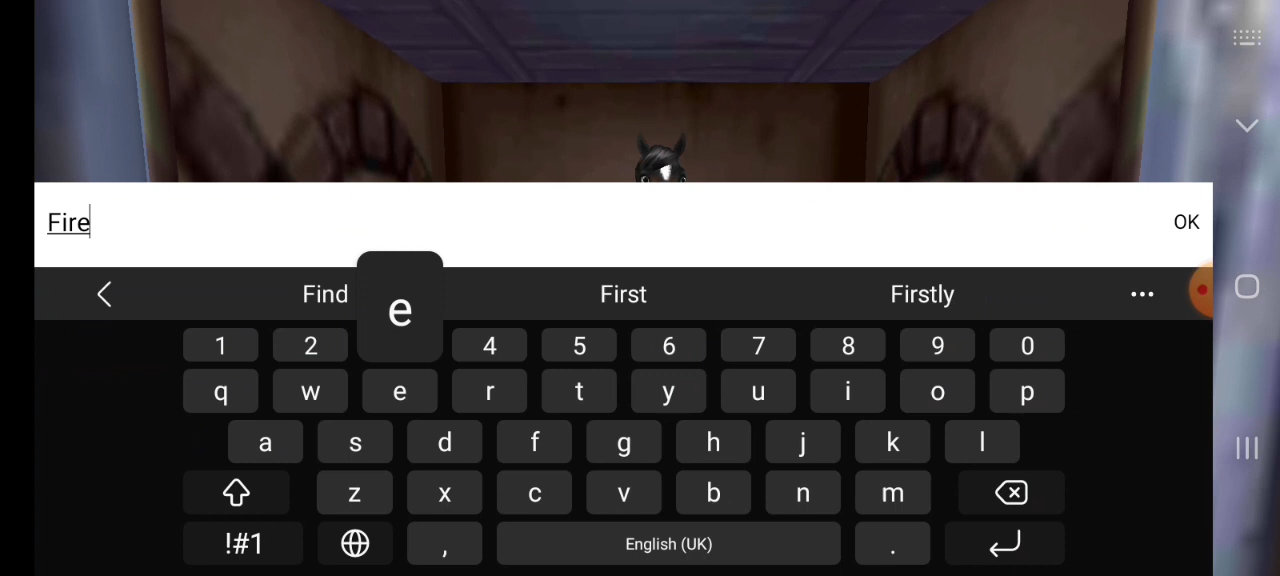 Fire
OK
Find
e
First
Firstly
1 2 4 5 6 7 8 9 0
q w e r t y u i o p
a s d f g h j k l
z x c v b n m
!#1 , English (UK) .